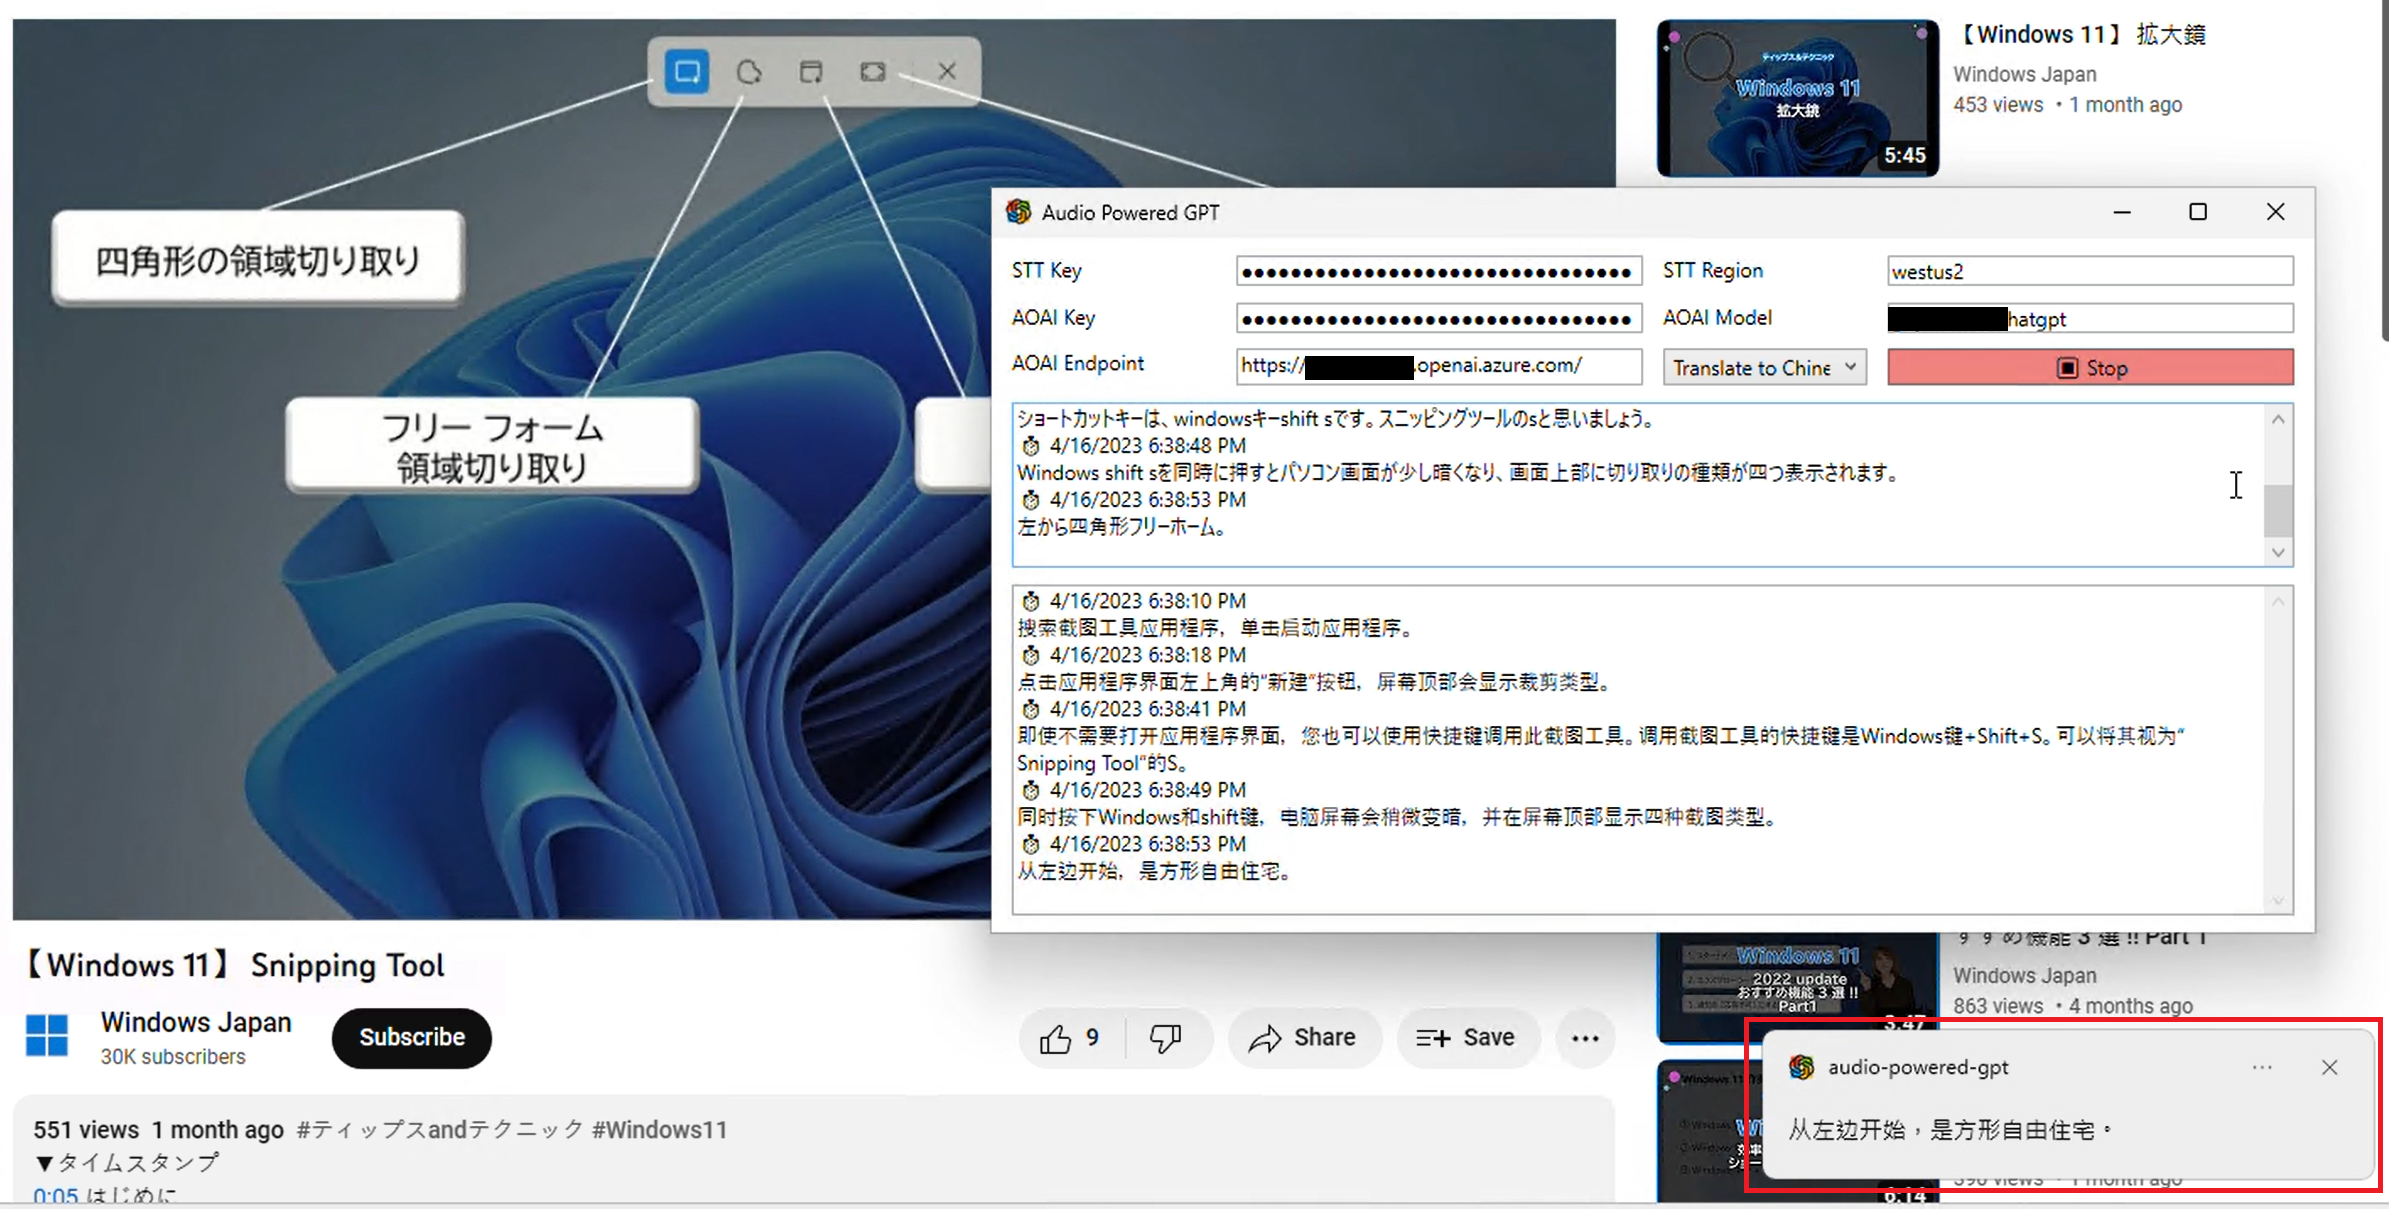 四角形の領域切り取り
フリー フォーム
領域切り取り
【Windows 11】 Snipping Tool
Windows Japan
30K subscribers
Subscribe
9
Share
Save
551 views 1 month ago #ティップスandテクニック #Windows11
▼タイムスタンプ
0:05 はじめに
ティップス&テクニック
Windows 11
拡大鏡
5:45
【Windows 11】 拡大鏡
Windows Japan
453 views • 1 month ago
Audio Powered GPT
STT Key
●●●●●●●●●●●●●●●●●●●●●●●●●●●●●●●●
STT Region
westus2
AOAI Key
●●●●●●●●●●●●●●●●●●●●●●●●●●●●●●●●
AOAI Model
hatgpt
AOAI Endpoint
https://
.openai.azure.com/
Translate to Chine
Stop
ショートカットキーは、windowsキーshift sです。スニッピングツールのsと思いましょう。
⏱ 4/16/2023 6:38:48 PM
Windows shift sを同時に押すとパソコン画面が少し暗くなり、画面上部に切り取りの種類が四つ表示されます。
⏱ 4/16/2023 6:38:53 PM
左から四角形フリーホーム。
⏱ 4/16/2023 6:38:10 PM
搜索截图工具应用程序，单击启动应用程序。
⏱ 4/16/2023 6:38:18 PM
点击应用程序界面左上角的“新建”按钮，屏幕顶部会显示裁剪类型。
⏱ 4/16/2023 6:38:41 PM
即使不需要打开应用程序界面，您也可以使用快捷键调用此截图工具。调用截图工具的快捷键是Windows键+Shift+S。可以将其视为“
Snipping Tool”的S。
⏱ 4/16/2023 6:38:49 PM
同时按下Windows和shift键，电脑屏幕会稍微变暗，并在屏幕顶部显示四种截图类型。
⏱ 4/16/2023 6:38:53 PM
从左边开始，是方形自由住宅。
Windows 11
2022 update
おすすめ機能 3 選 !!
Part1
3:47
すすめ機能 3 選 !! Part 1
Windows Japan
863 views • 4 months ago
audio-powered-gpt
从左边开始，是方形自由住宅。
6:14
396 views • 1 month ago